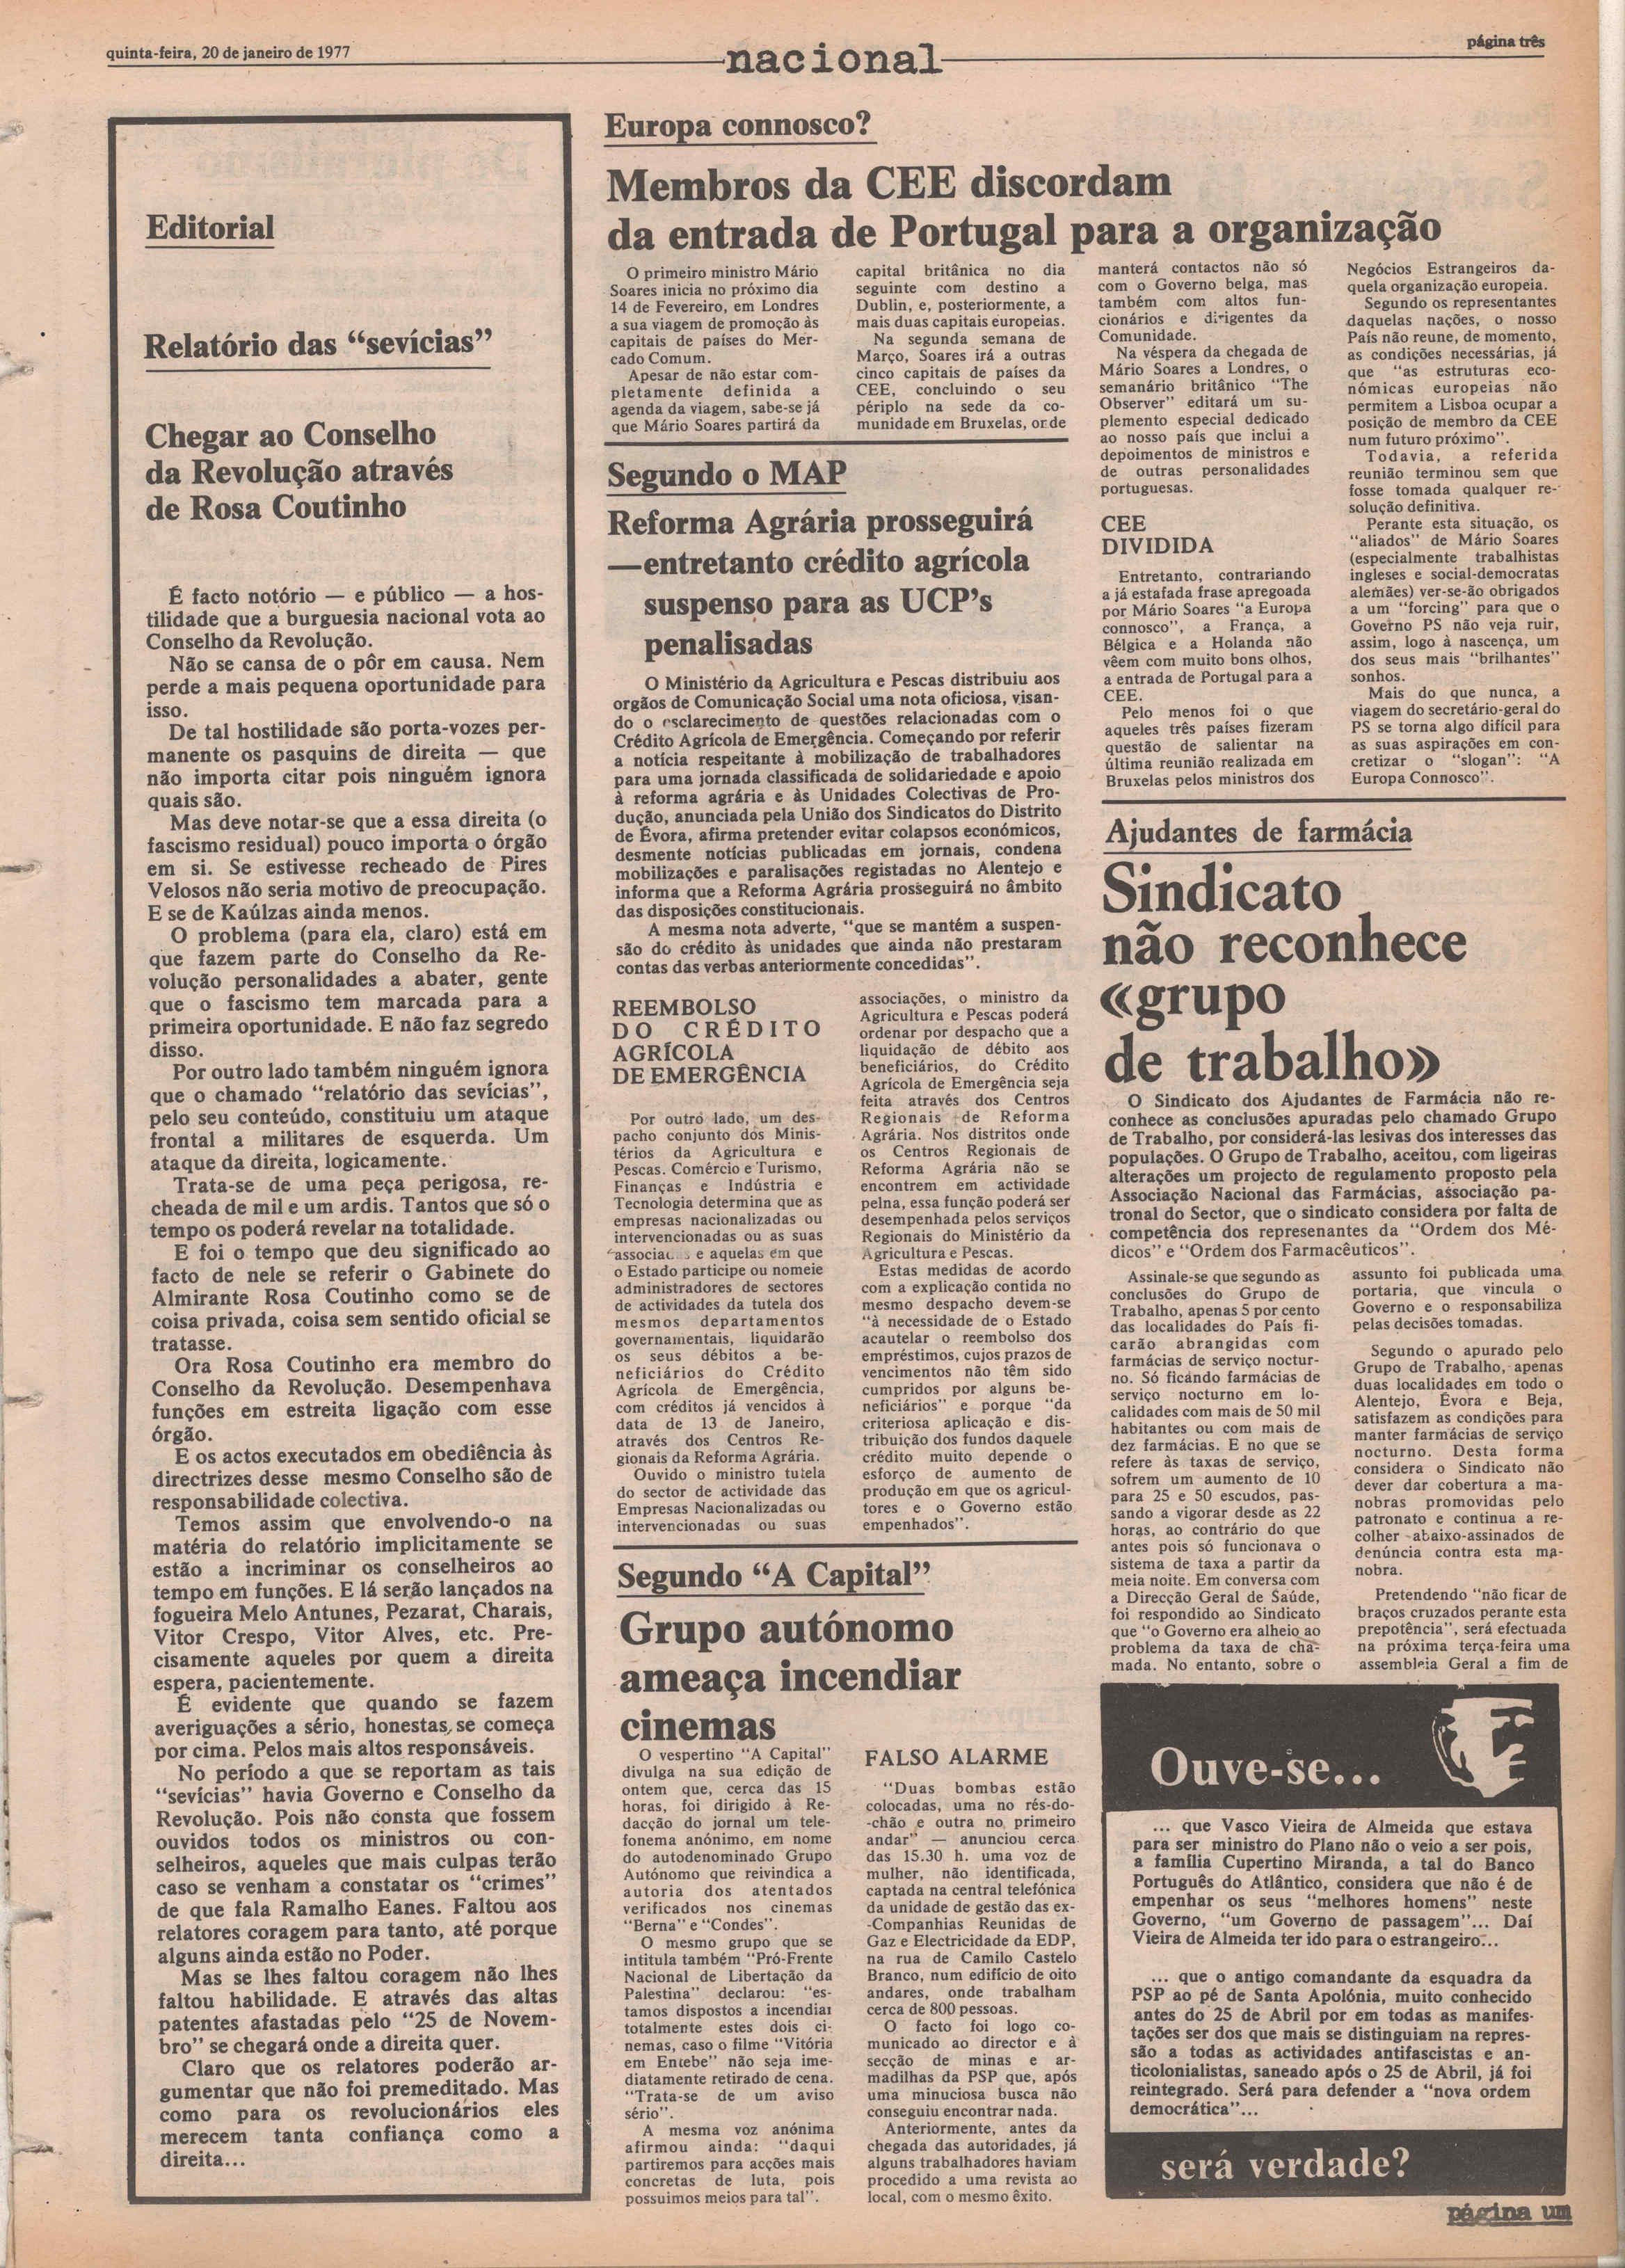 quinta-feira, 20 de janeiro de 1977
nacional
página três
Editorial
Relatório das "sevícias"
Chegar ao Conselho
da Revolução através
de Rosa Coutinho
É facto notório — e público — a hos-
tilidade que a burguesia nacional vota ao
Conselho da Revolução.
Não se cansa de o pôr em causa. Nem
perde a mais pequena oportunidade para
isso.
De tal hostilidade são porta-vozes per-
manente os pasquins de direita — que
não importa citar pois ninguém ignora
quais são.
Mas deve notar-se que a essa direita (o
fascismo residual) pouco importa o órgão
em si. Se estivesse recheado de Pires
Velosos não seria motivo de preocupação.
E se de Kaúlzas ainda menos.
O problema (para ela, claro) está em
que fazem parte do Conselho da Re-
volução personalidades a abater, gente
que o fascismo tem marcada para a
primeira oportunidade. E não faz segredo
disso.
Por outro lado também ninguém ignora
que o chamado "relatório das sevícias",
pelo seu conteúdo, constituiu um ataque
frontal a militares de esquerda. Um
ataque da direita, logicamente.
Trata-se de uma peça perigosa, re-
cheada de mil e um ardis. Tantos que só o
tempo os poderá revelar na totalidade.
E foi o tempo que deu significado ao
facto de nele se referir o Gabinete do
Almirante Rosa Coutinho como se de
coisa privada, coisa sem sentido oficial se
tratasse.
Ora Rosa Coutinho era membro do
Conselho da Revolução. Desempenhava
funções em estreita ligação com esse
órgão.
E os actos executados em obediência às
directrizes desse mesmo Conselho são de
responsabilidade colectiva.
Temos assim que envolvendo-o na
matéria do relatório implicitamente se
estão a incriminar os conselheiros ao
tempo em funções. E lá serão lançados na
fogueira Melo Antunes, Pezarat, Charais,
Vitor Crespo, Vitor Alves, etc. Pre-
cisamente aqueles por quem a direita
espera, pacientemente.
É evidente que quando se fazem
averiguações a sério, honestas, se começa
por cima. Pelos mais altos responsáveis.
No período a que se reportam as tais
"sevícias" havia Governo e Conselho da
Revolução. Pois não consta que fossem
ouvidos todos os ministros ou con-
selheiros, aqueles que mais culpas terão
caso se venham a constatar os "crimes"
de que fala Ramalho Eanes. Faltou aos
relatores coragem para tanto, até porque
alguns ainda estão no Poder.
Mas se lhes faltou coragem não lhes
faltou habilidade. E através das altas
patentes afastadas pelo "25 de Novem-
bro" se chegará onde a direita quer.
Claro que os relatores poderão ar-
gumentar que não foi premeditado. Mas
como para os revolucionários eles
merecem tanta confiança como a
direita...
Europa connosco?
Membros da CEE discordam
da entrada de Portugal para a organização
O primeiro ministro Mário
Soares inicia no próximo dia
14 de Fevereiro, em Londres
a sua viagem de promoção às
capitais de países do Mer-
cado Comum.
Apesar de não estar com-
pletamente definida a
agenda da viagem, sabe-se já
que Mário Soares partirá da
capital britânica no dia
seguinte com destino a
Dublin, e, posteriormente, a
mais duas capitais europeias.
Na segunda semana de
Março, Soares irá a outras
cinco capitais de países da
CEE, concluindo o seu
périplo na sede da co-
munidade em Bruxelas, onde
manterá contactos não só
com o Governo belga, mas
também com altos fun-
cionários e dirigentes da
Comunidade.
Na véspera da chegada de
Mário Soares a Londres, o
semanário britânico "The
Observer" editará um su-
plemento especial dedicado
ao nosso país que inclui a
depoimentos de ministros e
de outras personalidades
portuguesas.
CEE
DIVIDIDA
Entretanto, contrariando
a já estafada frase apregoada
por Mário Soares "a Europa
connosco", a França, a
Bélgica e a Holanda não
vêem com muito bons olhos,
a entrada de Portugal para a
CEE.
Pelo menos foi o que
aqueles três países fizeram
questão de salientar na
última reunião realizada em
Bruxelas pelos ministros dos
Negócios Estrangeiros da-
quela organização europeia.
Segundo os representantes
daquelas nações, o nosso
País não reune, de momento,
as condições necessárias, já
que "as estruturas eco-
nómicas europeias não
permitem a Lisboa ocupar a
posição de membro da CEE
num futuro próximo".
Todavia, a referida
reunião terminou sem que
fosse tomada qualquer re-
solução definitiva.
Perante esta situação, os
"aliados" de Mário Soares
(especialmente trabalhistas
ingleses e social-democratas
alemães) ver-se-ão obrigados
a um "forcing" para que o
Governo PS não veja ruir,
assim, logo à nascença, um
dos seus mais "brilhantes"
sonhos.
Mais do que nunca, a
viagem do secretário-geral do
PS se torna algo difícil para
as suas aspirações em con-
cretizar o "slogan": "A
Europa Connosco".
Segundo o MAP
Reforma Agrária prosseguirá
—entretanto crédito agrícola
suspenso para as UCP's
penalisadas
O Ministério da Agricultura e Pescas distribuiu aos
orgãos de Comunicação Social uma nota oficiosa, visan-
do o esclarecimento de questões relacionadas com o
Crédito Agrícola de Emergência. Começando por referir
a notícia respeitante à mobilização de trabalhadores
para uma jornada classificada de solidariedade e apoio
à reforma agrária e às Unidades Colectivas de Pro-
dução, anunciada pela União dos Sindicatos do Distrito
de Évora, afirma pretender evitar colapsos económicos,
desmente notícias publicadas em jornais, condena
mobilizações e paralisações registadas no Alentejo e
informa que a Reforma Agrária prosseguirá no âmbito
das disposições constitucionais.
A mesma nota adverte, "que se mantém a suspen-
são do crédito às unidades que ainda não prestaram
contas das verbas anteriormente concedidas".
REEMBOLSO
DO CRÉDITO
AGRÍCOLA
DE EMERGÊNCIA
Por outro lado, um des-
pacho conjunto dos Minis-
térios da Agricultura e
Pescas. Comércio e Turismo,
Finanças e Indústria e
Tecnologia determina que as
empresas nacionalizadas ou
intervencionadas ou as suas
e aquelas em que
o Estado participe ou nomeie
administradores de sectores
de actividades da tutela dos
mesmos departamentos
governamentais, liquidarão
os seus débitos a be-
neficiários do Crédito
Agrícola de Emergência,
com créditos já vencidos à
data de 13 de Janeiro,
através dos Centros Re-
gionais da Reforma Agrária.
Ouvido o ministro tutela
do sector de actividade das
Empresas Nacionalizadas ou
intervencionadas ou suas
associações, o ministro da
Agricultura e Pescas poderá
ordenar por despacho que a
liquidação de débito aos
beneficiários, do Crédito
Agrícola de Emergência seja
feita através dos Centros
Regionais de Reforma
Agrária. Nos distritos onde
os Centros Regionais de
Reforma Agrária não se
encontrem em actividade
pelna, essa função poderá ser
desempenhada pelos serviços
Regionais do Ministério da
Agricultura e Pescas.
Estas medidas de acordo
com a explicação contida no
mesmo despacho devem-se
"à necessidade de o Estado
acautelar o reembolso dos
empréstimos, cujos prazos de
vencimentos não têm sido
cumpridos por alguns be-
neficiários" e porque "da
criteriosa aplicação e dis-
tribuição dos fundos daquele
crédito muito depende o
esforço de aumento de
produção em que os agricul-
tores e o Governo estão
empenhados".
Segundo "A Capital"
Grupo autónomo
ameaça incendiar
cinemas
O vespertino "A Capital"
divulga na sua edição de
ontem que, cerca das 15
horas, foi dirigido à Re-
dacção do jornal um tele-
fonema anónimo, em nome
do autodenominado Grupo
Autónomo que reivindica a
autoria dos atentados
verificados nos cinemas
"Berna" e "Condes".
O mesmo grupo que se
intitula também "Pró-Frente
Nacional de Libertação da
Palestina" declarou: "es-
tamos dispostos a incendiar
totalmente estes dois ci-
nemas, caso o filme "Vitória
em Entebe" não seja ime-
diatamente retirado de cena.
"Trata-se de um aviso
sério".
A mesma voz anónima
afirmou ainda: "daqui
partiremos para acções mais
concretas de luta, pois
possuimos meios para tal".
FALSO ALARME
"Duas bombas estão
colocadas, uma no rés-do-
-chão e outra no primeiro
andar" — anunciou cerca
das 15.30 h. uma voz de
mulher, não identificada,
captada na central telefónica
da unidade de gestão das ex-
-Companhias Reunidas de
Gaz e Electricidade da EDP,
na rua de Camilo Castelo
Branco, num edifício de oito
andares, onde trabalham
cerca de 800 pessoas.
O facto foi logo co-
municado ao director e à
secção de minas e ar-
madilhas da PSP que, após
uma minuciosa busca não
conseguiu encontrar nada.
Anteriormente, antes da
chegada das autoridades, já
alguns trabalhadores haviam
procedido a uma revista ao
local, com o mesmo êxito.
Ajudantes de farmácia
Sindicato
não reconhece
«grupo
de trabalho»
O Sindicato dos Ajudantes de Farmácia não re-
conhece as conclusões apuradas pelo chamado Grupo
de Trabalho, por considerá-las lesivas dos interesses das
populações. O Grupo de Trabalho, aceitou, com ligeiras
alterações um projecto de regulamento proposto pela
Associação Nacional das Farmácias, associação pa-
tronal do Sector, que o sindicato considera por falta de
competência dos represenantes da "Ordem dos Mé-
dicos" e "Ordem dos Farmacêuticos".
Assinale-se que segundo as
conclusões do Grupo de
Trabalho, apenas 5 por cento
das localidades do País fi-
carão abrangidas com
farmácias de serviço noctur-
no. Só ficando farmácias de
serviço nocturno em lo-
calidades com mais de 50 mil
habitantes ou com mais de
dez farmácias. E no que se
refere às taxas de serviço,
sofrem um aumento de 10
para 25 e 50 escudos, pas-
sando a vigorar desde as 22
horas, ao contrário do que
antes pois só funcionava o
sistema de taxa a partir da
meia noite. Em conversa com
a Direcção Geral de Saúde,
foi respondido ao Sindicato
que "o Governo era alheio ao
problema da taxa de cha-
mada. No entanto, sobre o
assunto foi publicada uma
portaria, que vincula o
Governo e o responsabiliza
pelas decisões tomadas.
Segundo o apurado pelo
Grupo de Trabalho, apenas
duas localidades em todo o
Alentejo, Évora e Beja,
satisfazem as condições para
manter farmácias de serviço
nocturno. Desta forma
considera o Sindicato não
dever dar cobertura a ma-
nobras promovidas pelo
patronato e continua a re-
colher abaixo-assinados de
denúncia contra esta ma-
nobra.
Pretendendo "não ficar de
braços cruzados perante esta
prepotência", será efectuada
na próxima terça-feira uma
assembleia Geral a fim de
Ouve-se...
... que Vasco Vieira de Almeida que estava
para ser ministro do Plano não o veio a ser pois,
a família Cupertino Miranda, a tal do Banco
Português do Atlântico, considera que não é de
empenhar os seus "melhores homens" neste
Governo, "um Governo de passagem"... Daí
Vieira de Almeida ter ido para o estrangeiro...
... que o antigo comandante da esquadra da
PSP ao pé de Santa Apolónia, muito conhecido
antes do 25 de Abril por em todas as manifes-
tações ser dos que mais se distinguiam na repres-
são a todas as actividades antifascistas e an-
ticolonialistas, saneado após o 25 de Abril, já foi
reintegrado. Será para defender a "nova ordem
democrática"...
será verdade?
página um